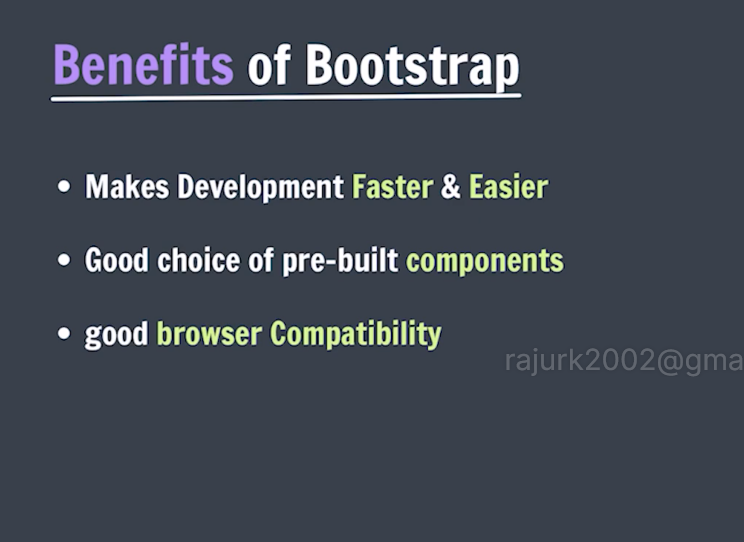 Benefits of Bootstrap
• Makes Development Faster & Easier
• Good choice of pre-built components
• good browser Compatibility
rajurk2002@gma